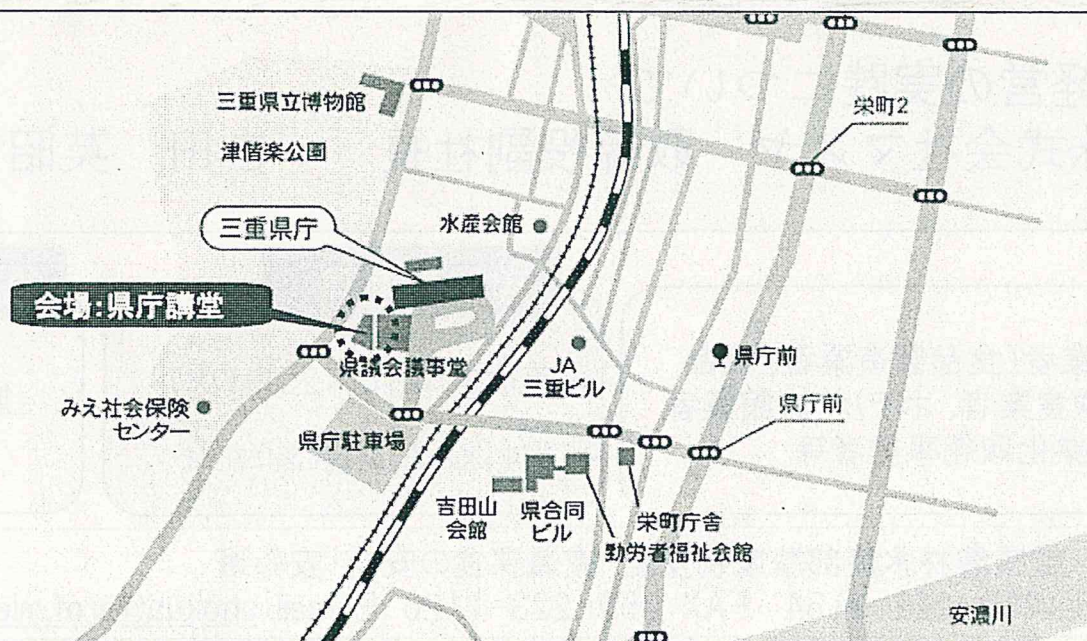 三重県立博物館
栄町2
津偕楽公園
三重県庁
水産会館
会場:県庁講堂
県議会議事堂
JA
三重ビル
県庁前
県庁前
みえ社会保険
センター
県庁駐車場
吉田山
会館
県合同
ビル
栄町庁舎
勤労者福祉会館
安濃川